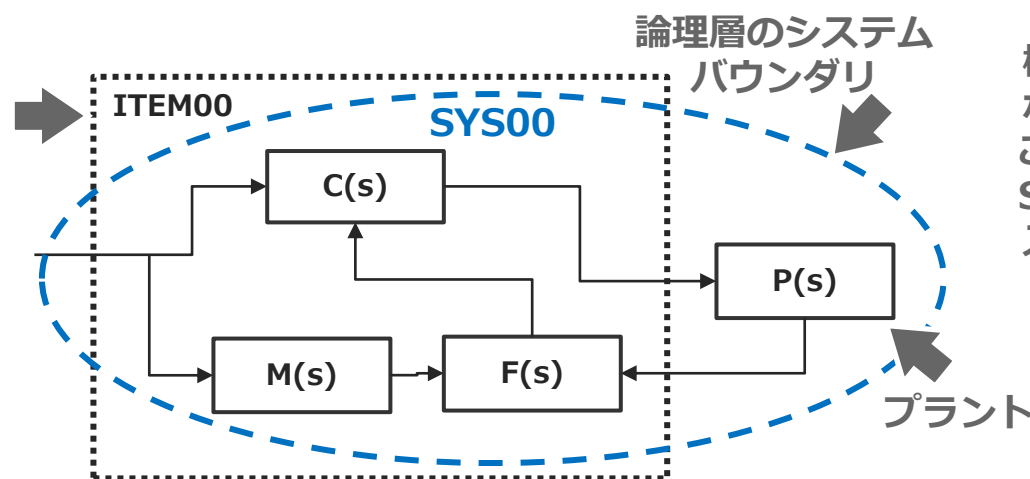 論理層のシステム
バウンダリ
ITEM00
SYS00
C(s)
P(s)
M(s)
F(s)
プラント